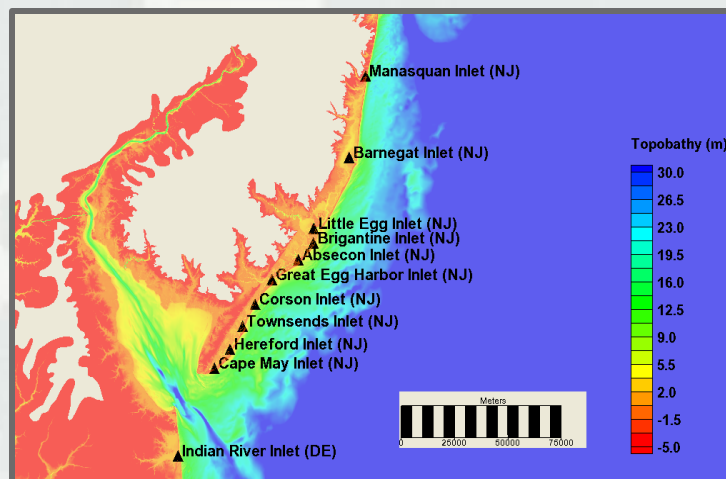 Manasquan Inlet (NJ)
Barnegat Inlet (NJ)
Little Egg Inlet (NJ)
Brigantine Inlet (NJ)
Absecon Inlet (NJ)
Great Egg Harbor Inlet (NJ)
Corson Inlet (NJ)
Townsends Inlet (NJ)
Hereford Inlet (NJ)
Cape May Inlet (NJ)
Indian River Inlet (DE)
Topobathy (m)
30.0
26.5
23.0
19.5
16.0
12.5
9.0
5.5
2.0
-1.5
-5.0
Meters
0 25000 50000 75000